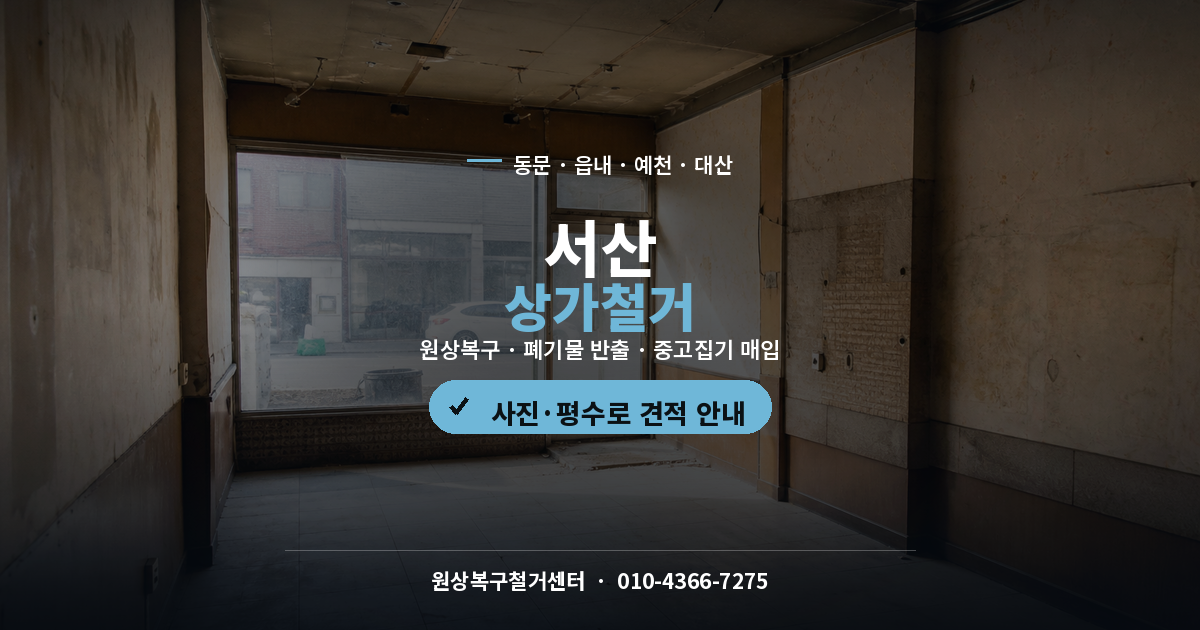 동문 · 읍내 · 예천 · 대산
서산
상가철거
원상복구 · 폐기물 반출 · 중고집기 매입
✓ 사진·평수로 견적 안내
원상복구철거센터 · 010-4366-7275